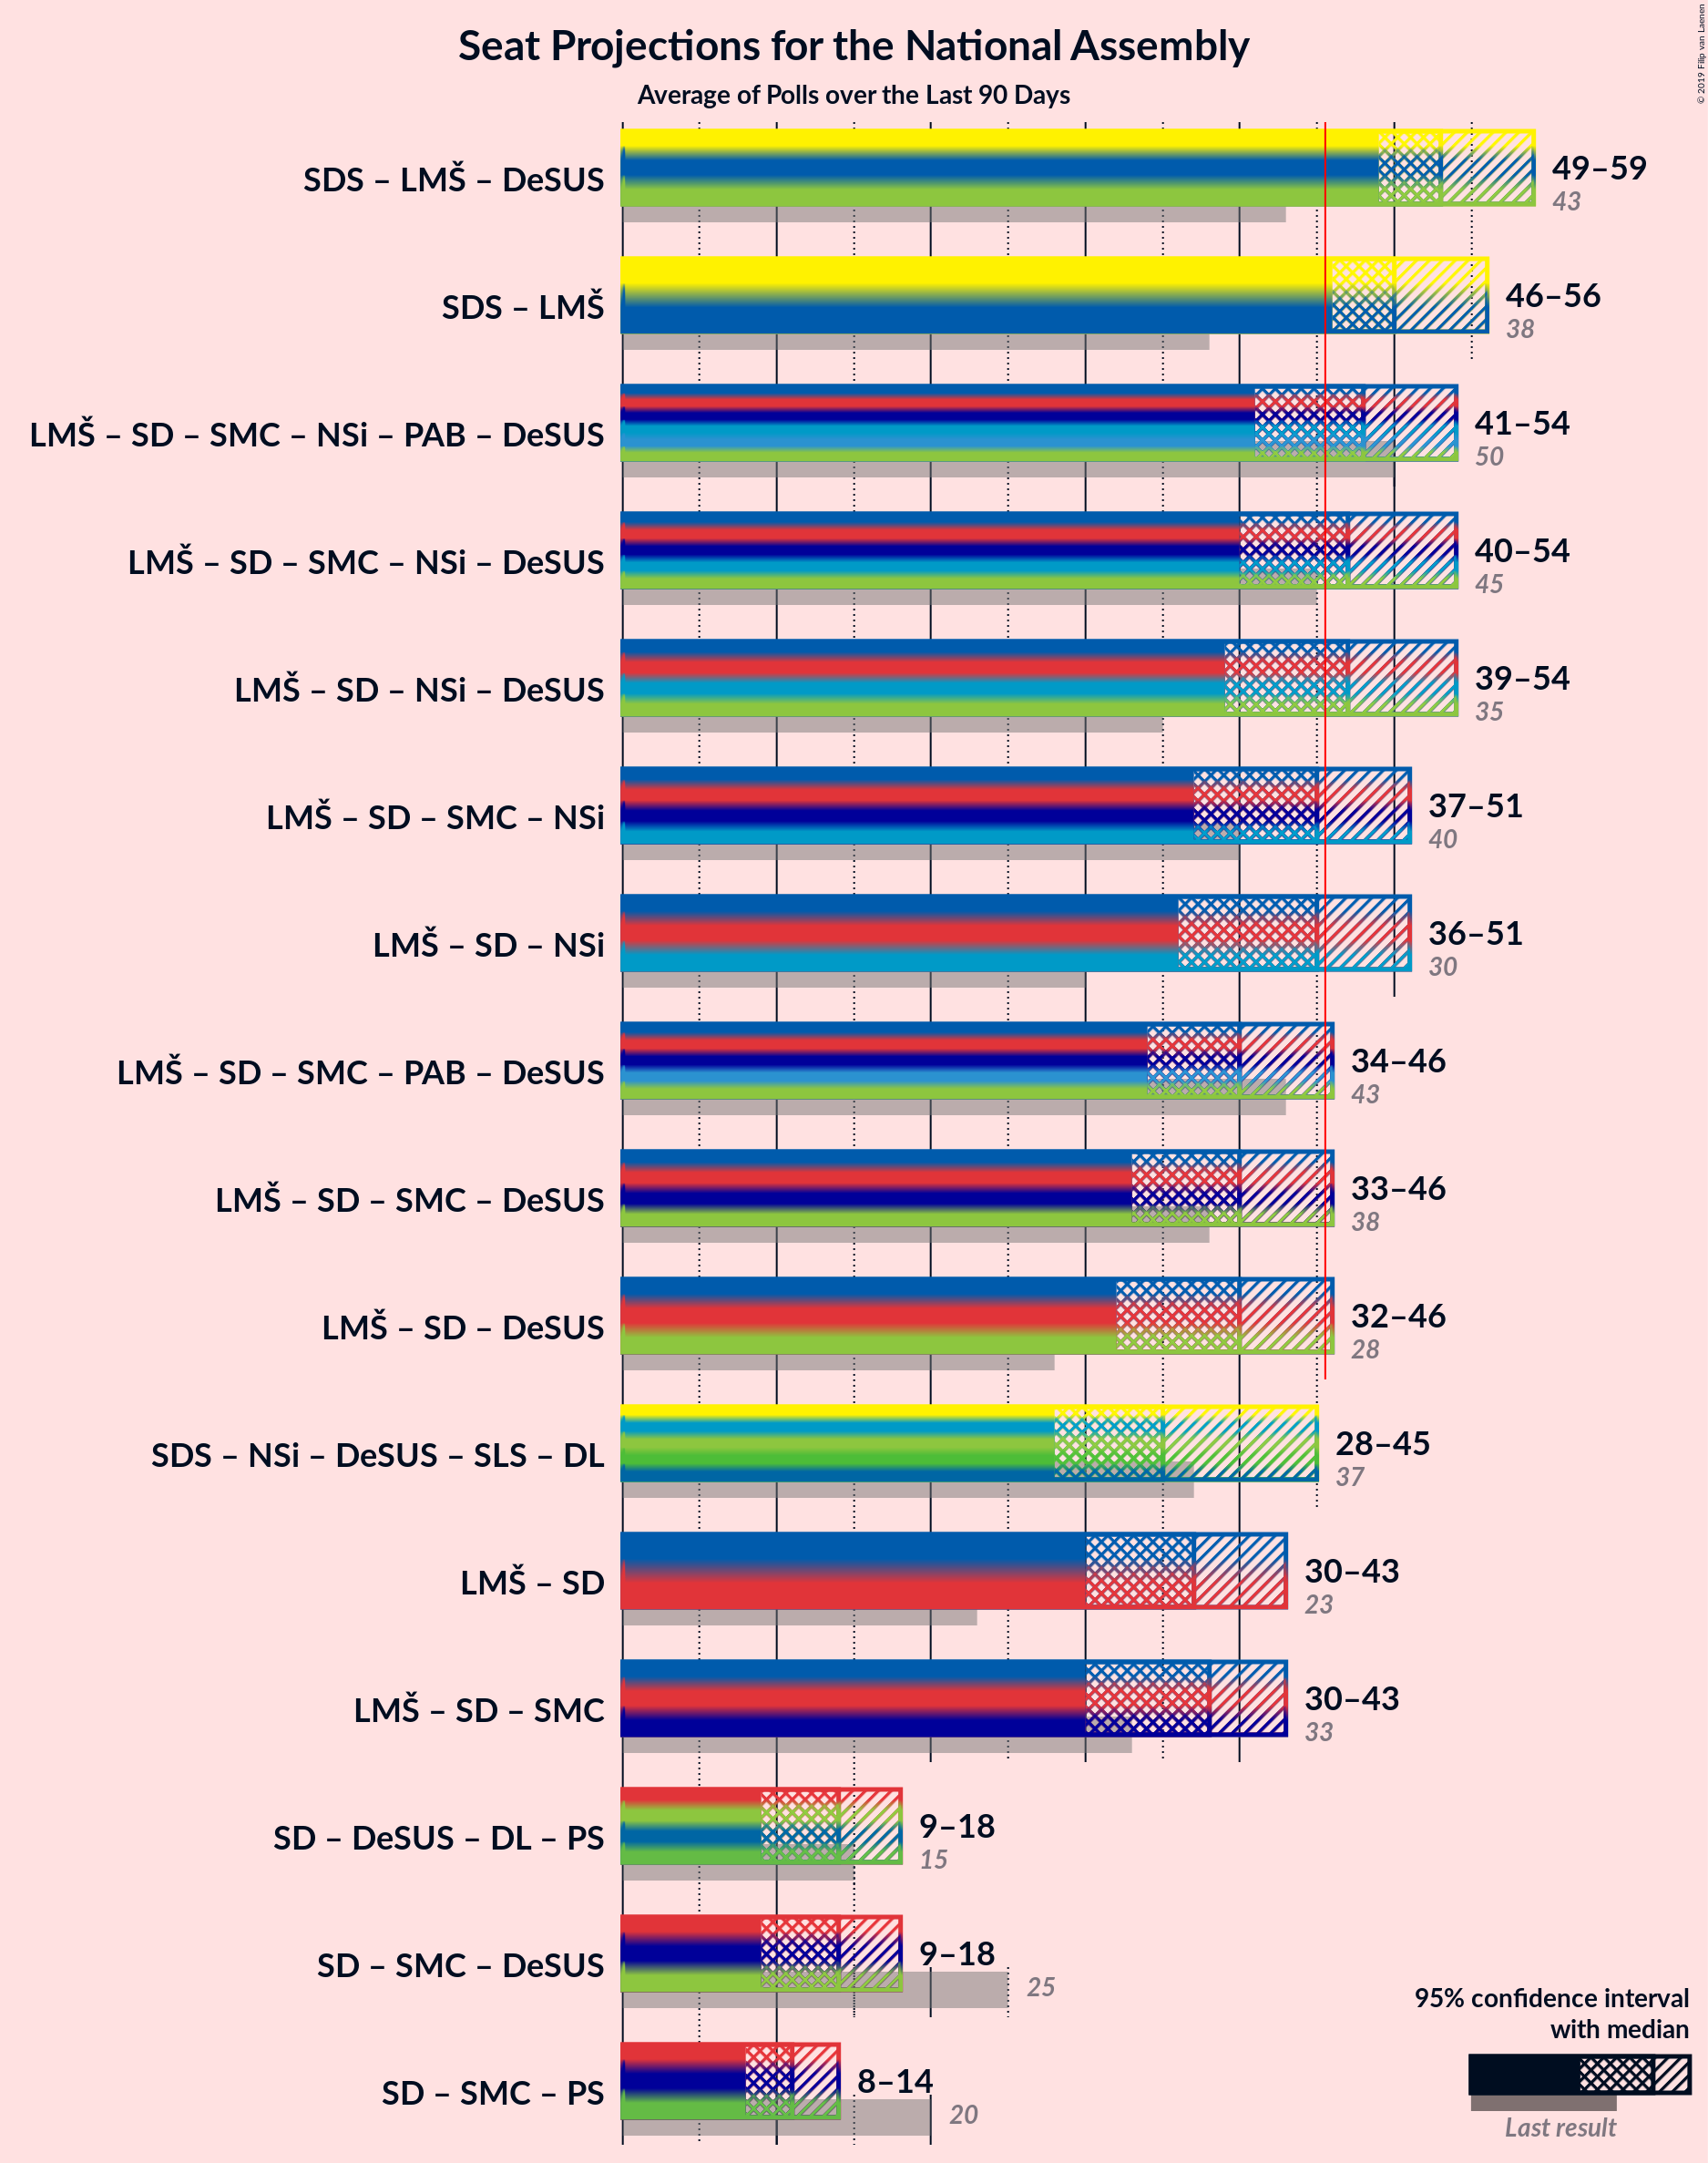 Seat Projections for the National Assembly
Average of Polls over the Last 90 Days
© 2019 Filip van Laenen
SDS – LMŠ – DeSUS
49–59
43
SDS – LMŠ
46–56
38
LMŠ – SD – SMC – NSi – PAB – DeSUS
41–54
50
LMŠ – SD – SMC – NSi – DeSUS
40–54
45
LMŠ – SD – NSi – DeSUS
39–54
35
LMŠ – SD – SMC – NSi
37–51
40
LMŠ – SD – NSi
36–51
30
LMŠ – SD – SMC – PAB – DeSUS
34–46
43
LMŠ – SD – SMC – DeSUS
33–46
38
LMŠ – SD – DeSUS
32–46
28
SDS – NSi – DeSUS – SLS – DL
28–45
37
LMŠ – SD
30–43
23
LMŠ – SD – SMC
30–43
33
SD – DeSUS – DL – PS
9–18
15
SD – SMC – DeSUS
9–18
25
SD – SMC – PS
8–14
20
95% confidence interval
with median
Last result